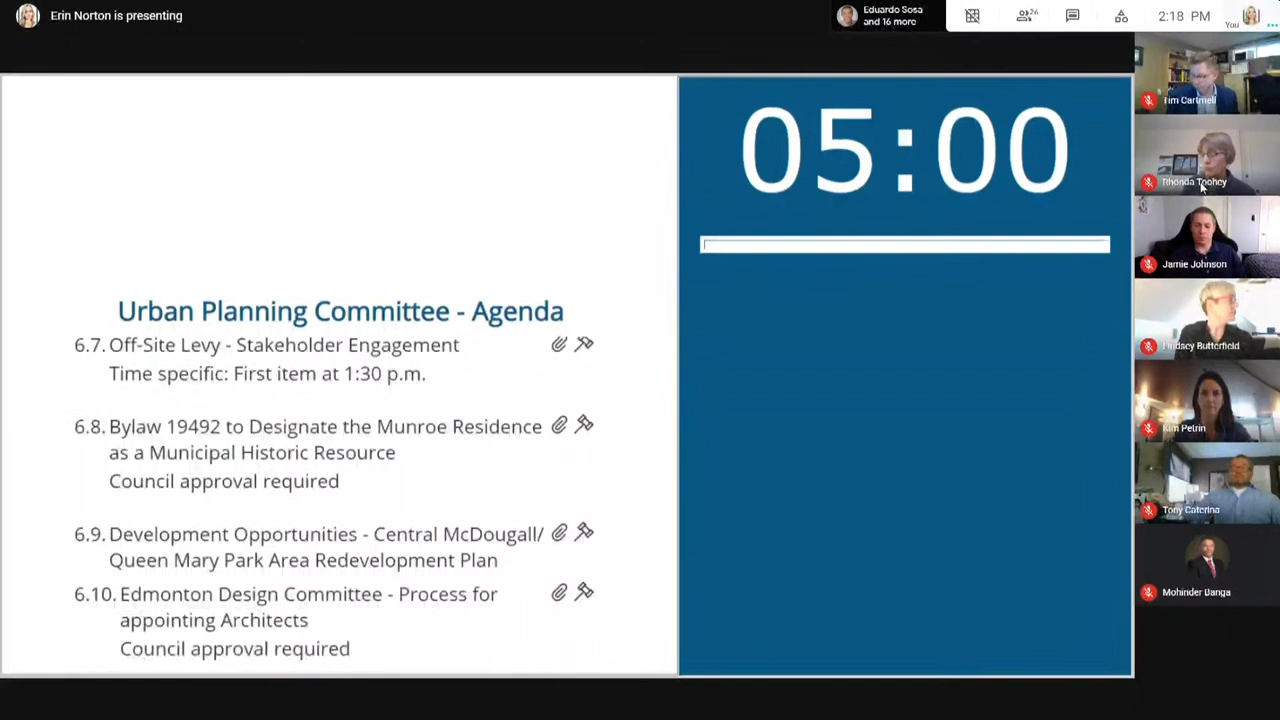 Erin Norton is presenting
Eduardo Sosa
and 16 more
26
2:18 PM
You
05:00
Urban Planning Committee - Agenda
6.7. Off-Site Levy - Stakeholder Engagement
Time specific: First item at 1:30 p.m.
6.8. Bylaw 19492 to Designate the Munroe Residence
as a Municipal Historic Resource
Council approval required
6.9. Development Opportunities - Central McDougall/
Queen Mary Park Area Redevelopment Plan
6.10. Edmonton Design Committee - Process for
appointing Architects
Council approval required
Tim Cartmell
Rhonda Toohey
Jamie Johnson
Lindsey Butterfield
Kim Petrin
Tony Caterina
Mohinder Banga